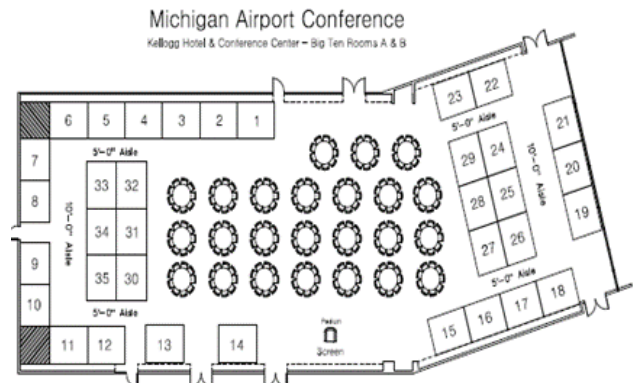 Michigan Airport Conference
Kellogg Hotel & Conference Center - Big Ten Rooms A & B
6 5 4 3 2 1
23 22
5'-0" Aisle
5'-0" Aisle
7
8
33 32
34 31
35 30
10'-0" Aisle
29 24
28 25
27 26
10'-0" Aisle
21
20
19
9
10
5'-0" Aisle
5'-0" Aisle
11 12 13 14
Podium
Screen
15 16 17 18